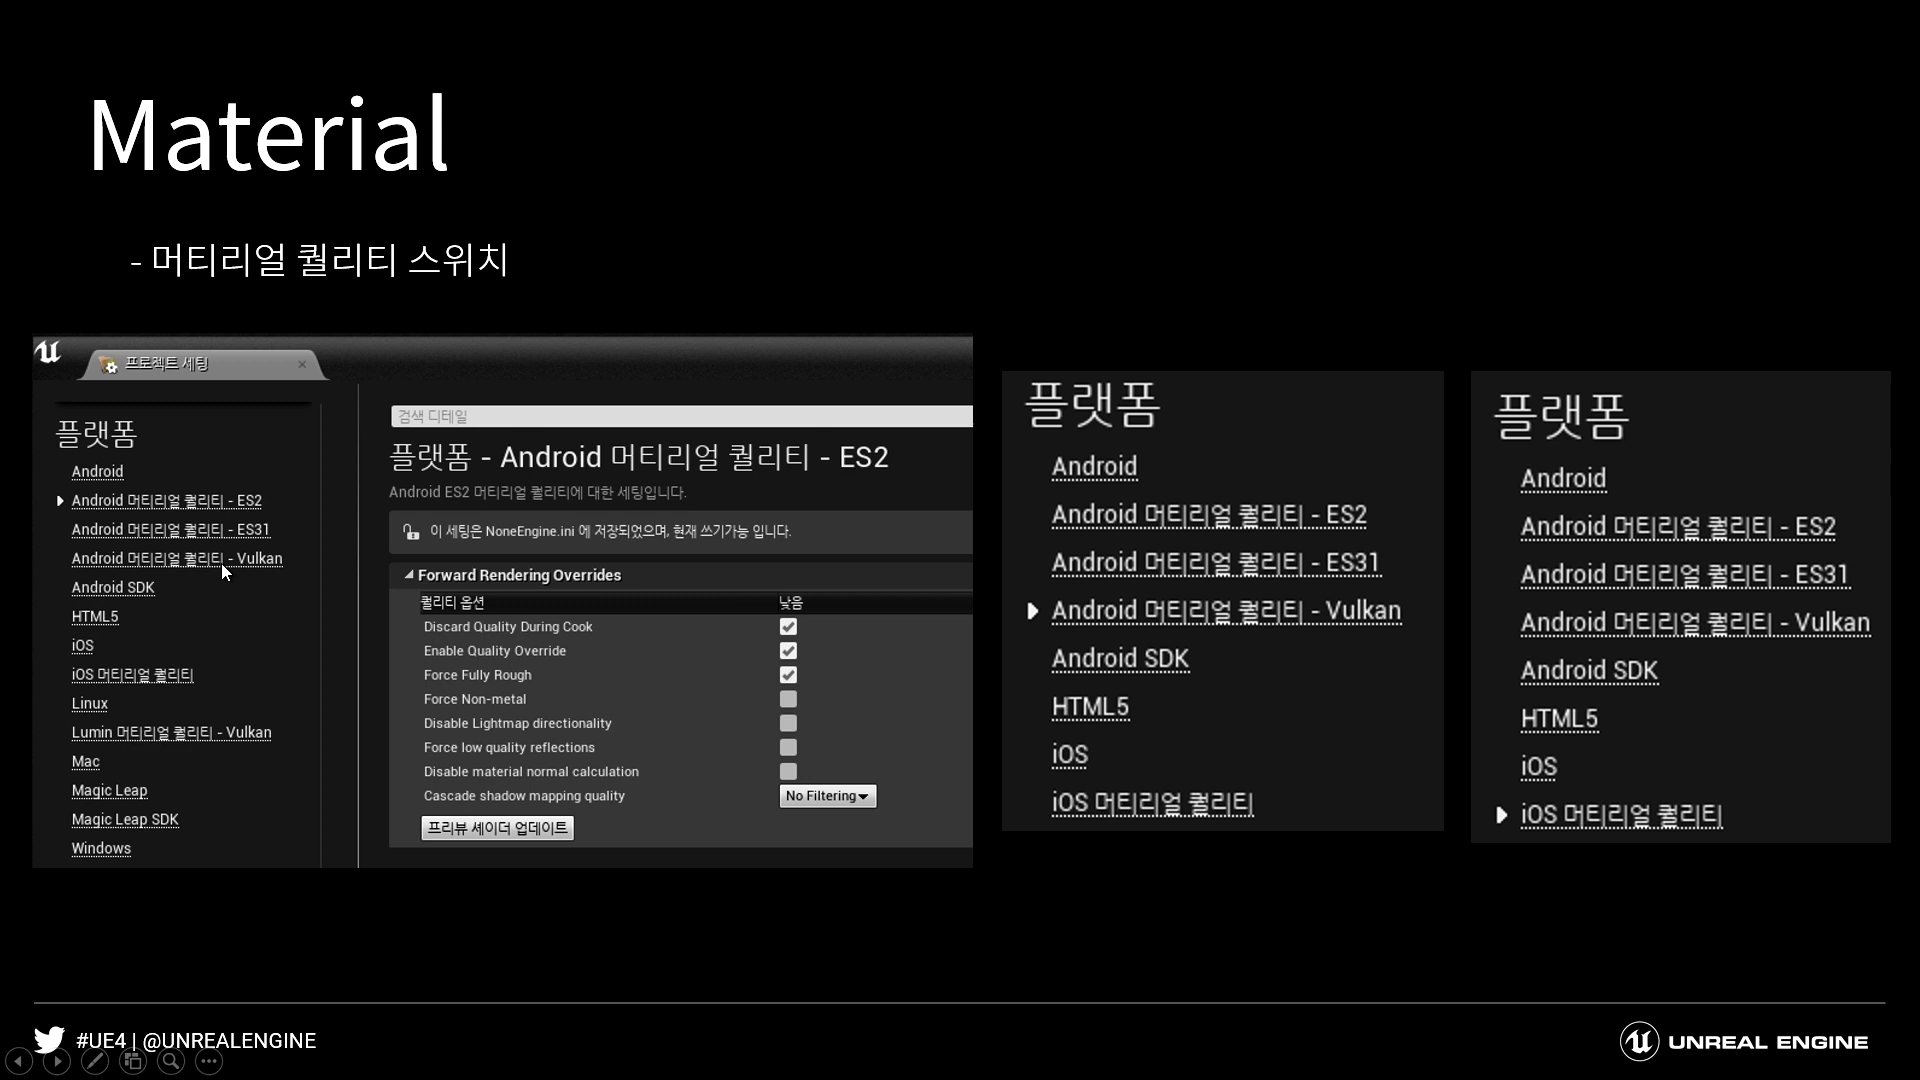 Material
- 머티리얼 퀄리티 스위치
프로젝트 세팅
플랫폼
Android
Android 머티리얼 퀄리티 - ES2
Android 머티리얼 퀄리티 - ES31
Android 머티리얼 퀄리티 - Vulkan
Android SDK
HTML5
iOS
iOS 머티리얼 퀄리티
Linux
Lumin 머티리얼 퀄리티 - Vulkan
Mac
Magic Leap
Magic Leap SDK
Windows
검색 디테일
플랫폼 - Android 머티리얼 퀄리티 - ES2
Android ES2 머티리얼 퀄리티에 대한 세팅입니다.
이 세팅은 NoneEngine.ini 에 저장되었으며, 현재 쓰기가능 입니다.
Forward Rendering Overrides
퀄리티 옵션 낮음
Discard Quality During Cook
Enable Quality Override
Force Fully Rough
Force Non-metal
Disable Lightmap directionality
Force low quality reflections
Disable material normal calculation
Cascade shadow mapping quality No Filtering
프리뷰 셰이더 업데이트
플랫폼
Android
Android 머티리얼 퀄리티 - ES2
Android 머티리얼 퀄리티 - ES31
Android 머티리얼 퀄리티 - Vulkan
Android SDK
HTML5
iOS
iOS 머티리얼 퀄리티
플랫폼
Android
Android 머티리얼 퀄리티 - ES2
Android 머티리얼 퀄리티 - ES31
Android 머티리얼 퀄리티 - Vulkan
Android SDK
HTML5
iOS
iOS 머티리얼 퀄리티
#UE4 | @UNREALENGINE
UNREAL ENGINE